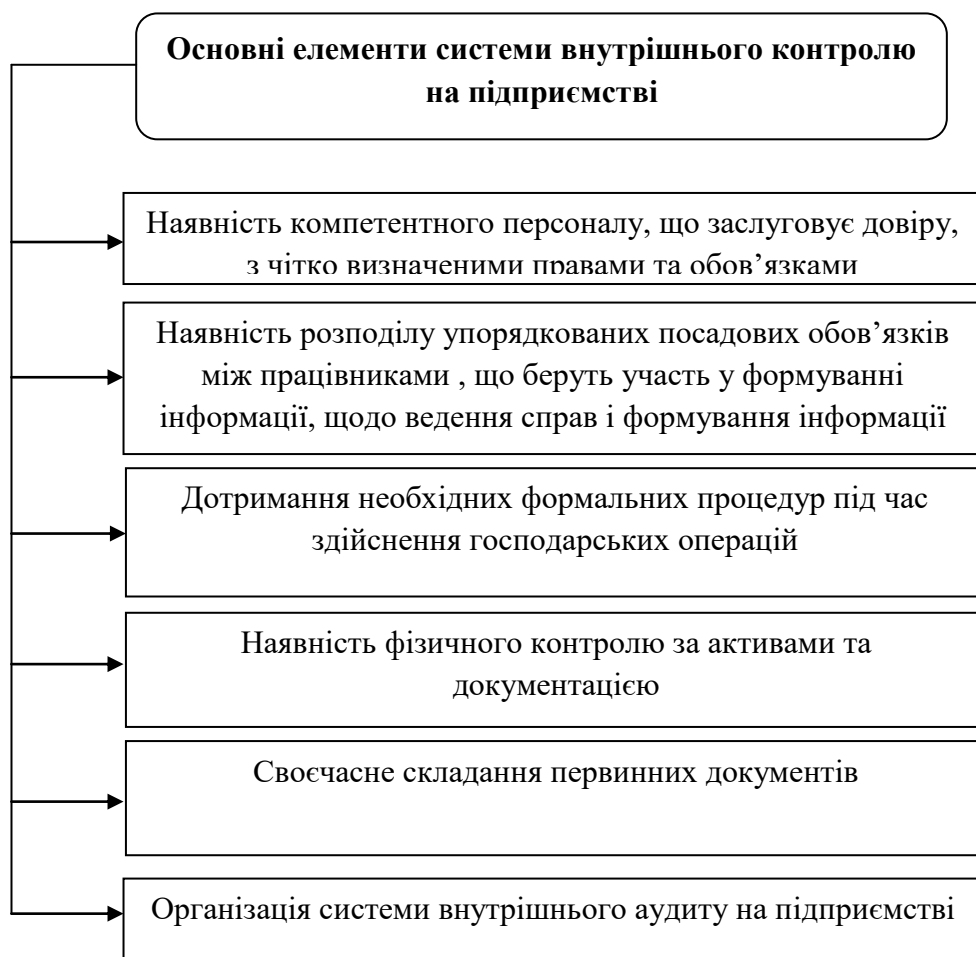 Основні елементи системи внутрішнього контролю
на підприємстві
Наявність компетентного персоналу, що заслуговує довіру,
з чітко визначеними правами та обов’язками
Наявність розподілу упорядкованих посадових обов’язків
між працівниками , що беруть участь у формуванні
інформації, щодо ведення справ і формування інформації
Дотримання необхідних формальних процедур під час
здійснення господарських операцій
Наявність фізичного контролю за активами та
документацією
Своєчасне складання первинних документів
Організація системи внутрішнього аудиту на підприємстві